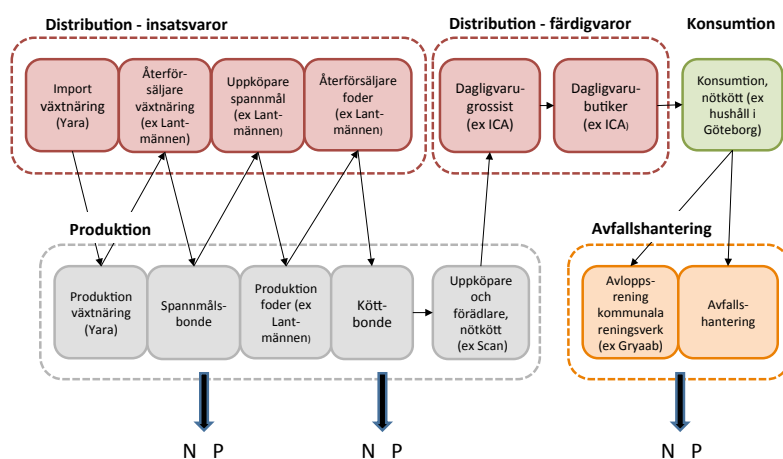 Distribution - insatsvaror
Distribution - färdigvaror
Konsumtion
Import
växtnäring
(Yara)
Återför-
säljare
växtnäring
(ex Lant-
männen)
Uppköpare
spannmål
(ex Lant-
männen)
Återförsäljare
foder
(ex Lant-
männen)
Dagligvaru-
grossist
(ex ICA)
Dagligvaru-
butiker
(ex ICA)
Konsumtion,
nötkött (ex
hushåll i
Göteborg)
Produktion
Avfallshantering
Produktion
växtnäring
(Yara)
Spannmåls-
bonde
Produktion
foder (ex
Lant-
männen)
Kött-
bonde
Uppköpare
och
förädlare,
nötkött
(ex Scan)
Avlopps-
rening
kommunala
reningsverk
(ex Gryaab)
Avfalls-
hantering
N P
N P
N P